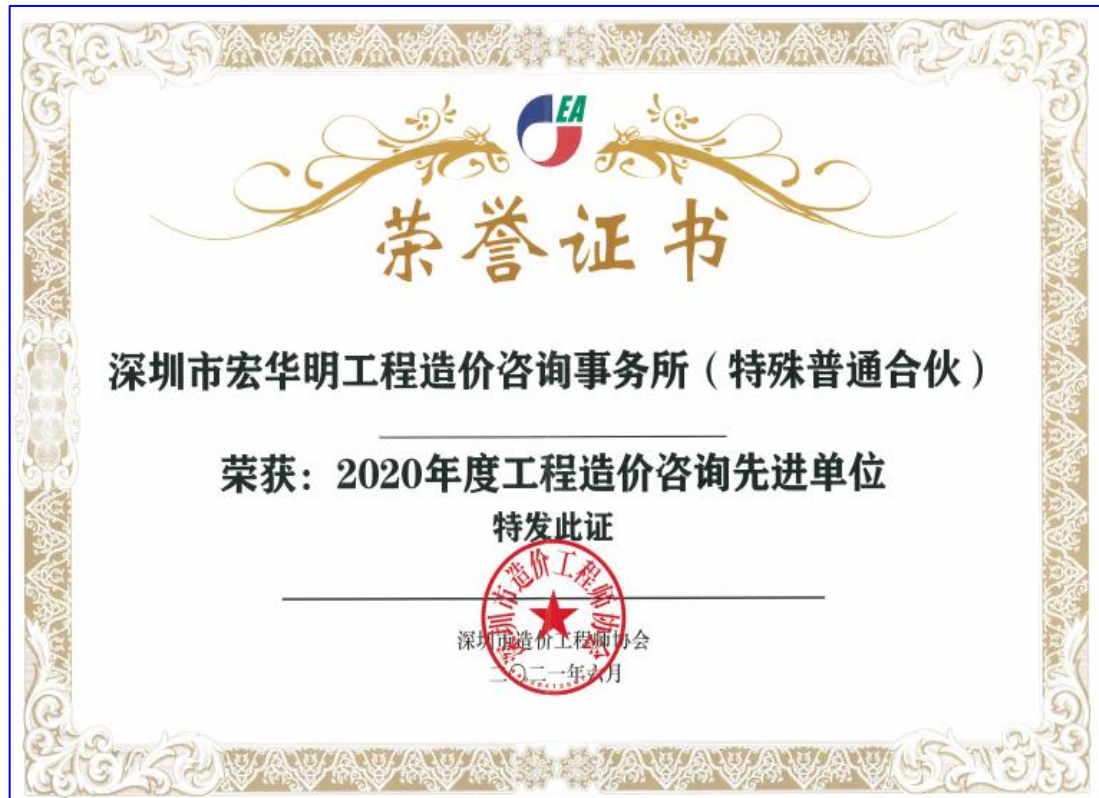 EA
荣誉证书
深圳市宏华明工程造价咨询事务所（特殊普通合伙）
荣获：2020年度工程造价咨询先进单位
特发此证
深圳市造价工程师协会
深圳市造价工程师协会
二〇二一年六月